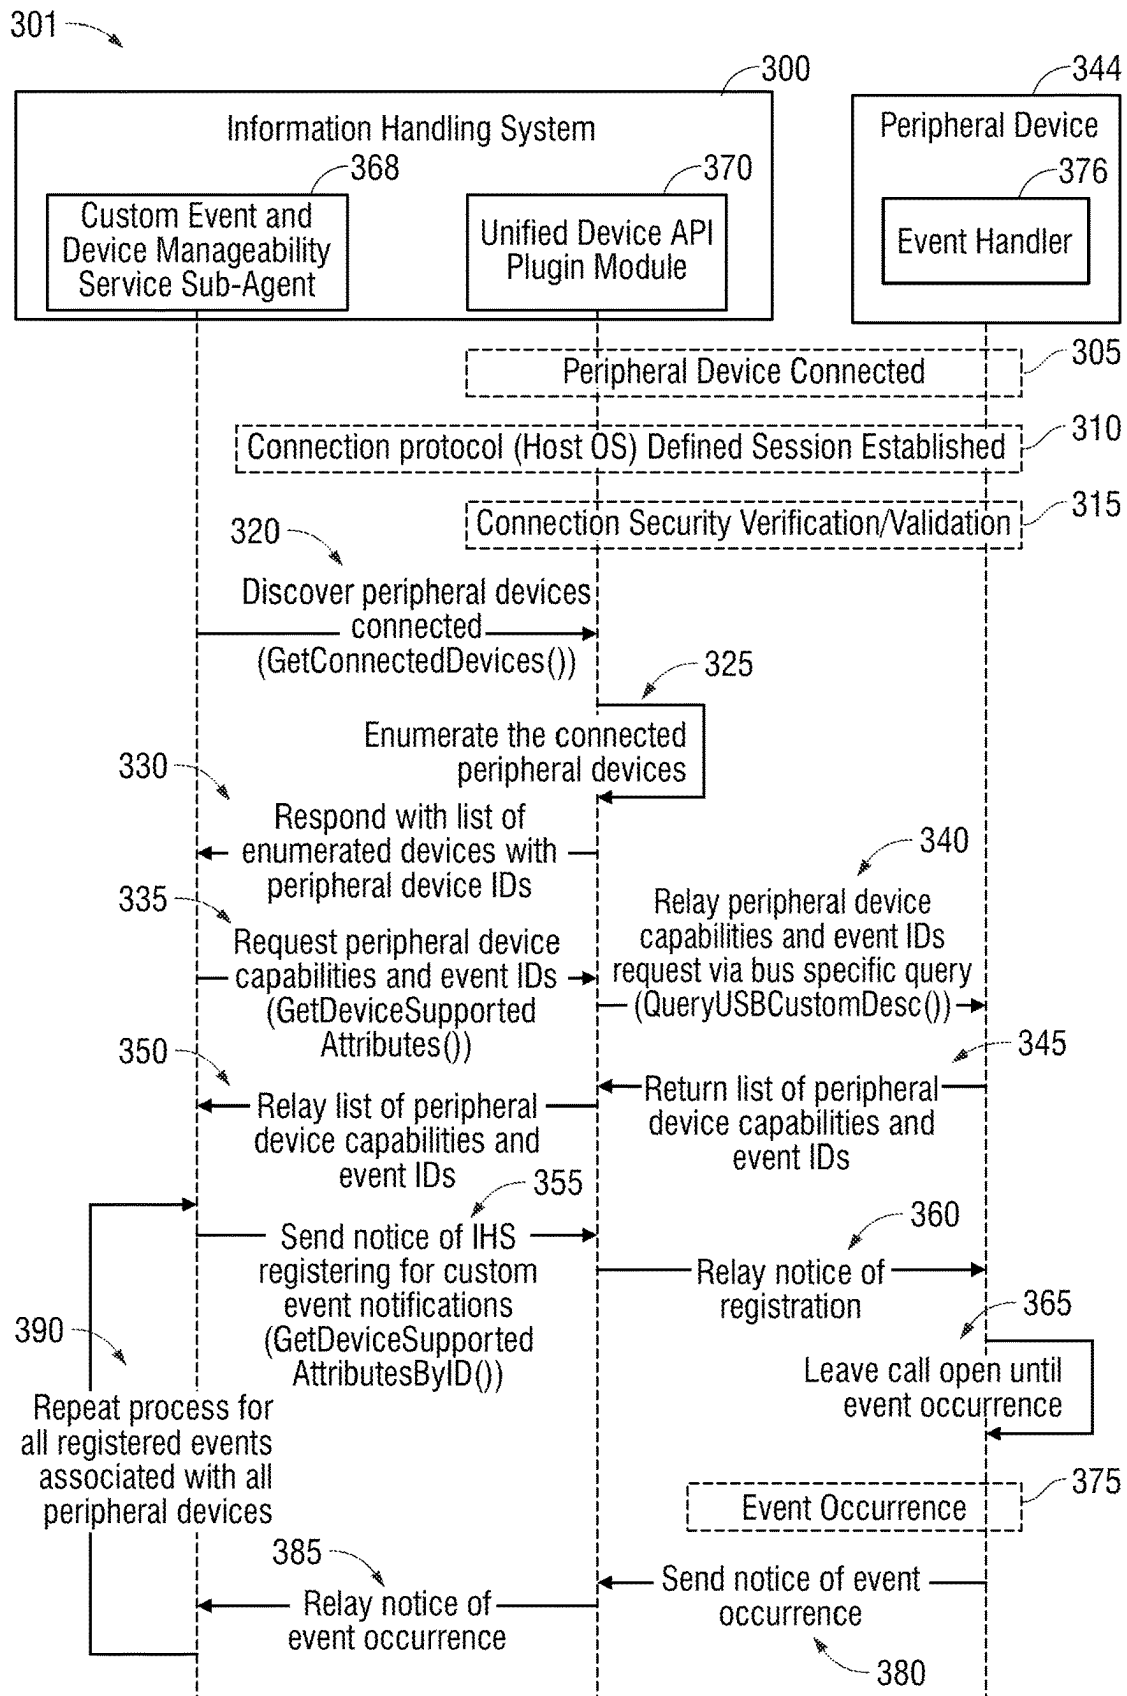 301
300
344
Information Handling System
Peripheral Device
368
370
376
Custom Event and
Device Manageability
Service Sub-Agent
Unified Device API
Plugin Module
Event Handler
305
Peripheral Device Connected
310
Connection protocol (Host OS) Defined Session Established
315
Connection Security Verification/Validation
320
Discover peripheral devices
connected
(GetConnectedDevices())
325
Enumerate the connected
peripheral devices
330
Respond with list of
enumerated devices with
peripheral device IDs
340
Relay peripheral device
capabilities and event IDs
request via bus specific query
(QueryUSBCustomDesc())
335
Request peripheral device
capabilities and event IDs
(GetDeviceSupported
Attributes())
345
Return list of peripheral
device capabilities and
event IDs
350
Relay list of peripheral
device capabilities and
event IDs
355
Send notice of IHS
registering for custom
event notifications
(GetDeviceSupported
AttributesByID())
360
Relay notice of
registration
365
Leave call open until
event occurrence
390
Repeat process for
all registered events
associated with all
peripheral devices
375
Event Occurrence
385
Relay notice of
event occurrence
Send notice of event
occurrence
380